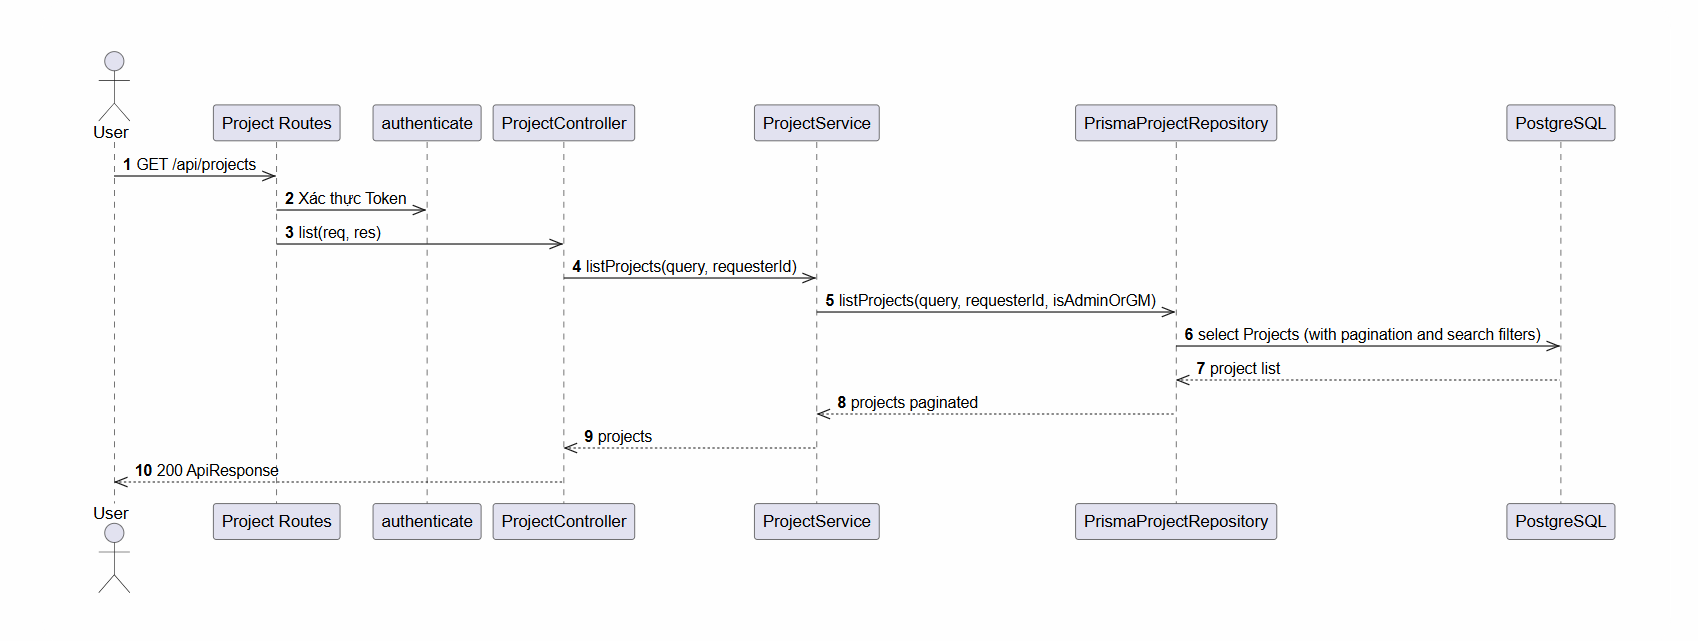 User
Project Routes
authenticate
ProjectController
ProjectService
PrismaProjectRepository
PostgreSQL
1 GET /api/projects
2 Xác thực Token
3 list(req, res)
4 listProjects(query, requesterId)
5 listProjects(query, requesterId, isAdminOrGM)
6 select Projects (with pagination and search filters)
7 project list
8 projects paginated
9 projects
10 200 ApiResponse
User
Project Routes
authenticate
ProjectController
ProjectService
PrismaProjectRepository
PostgreSQL